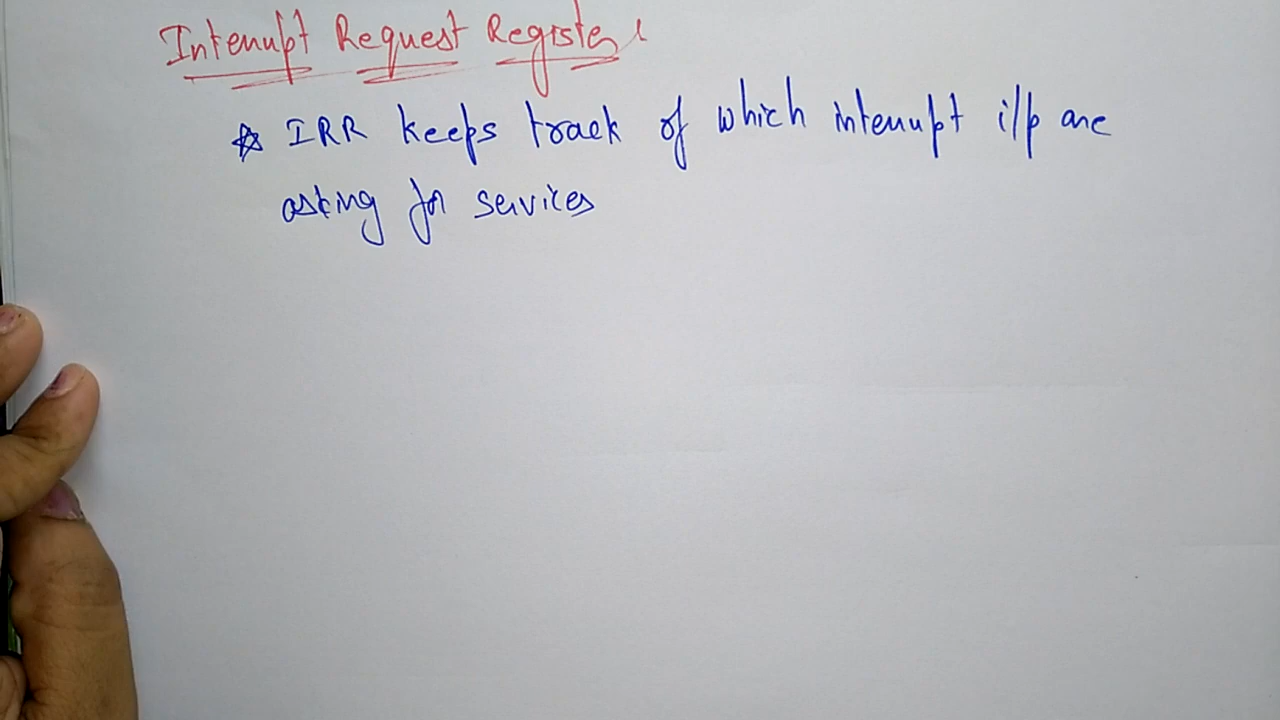 Interrupt Request Register
☆ IRR keeps track of which interrupt i/p are
asking for services